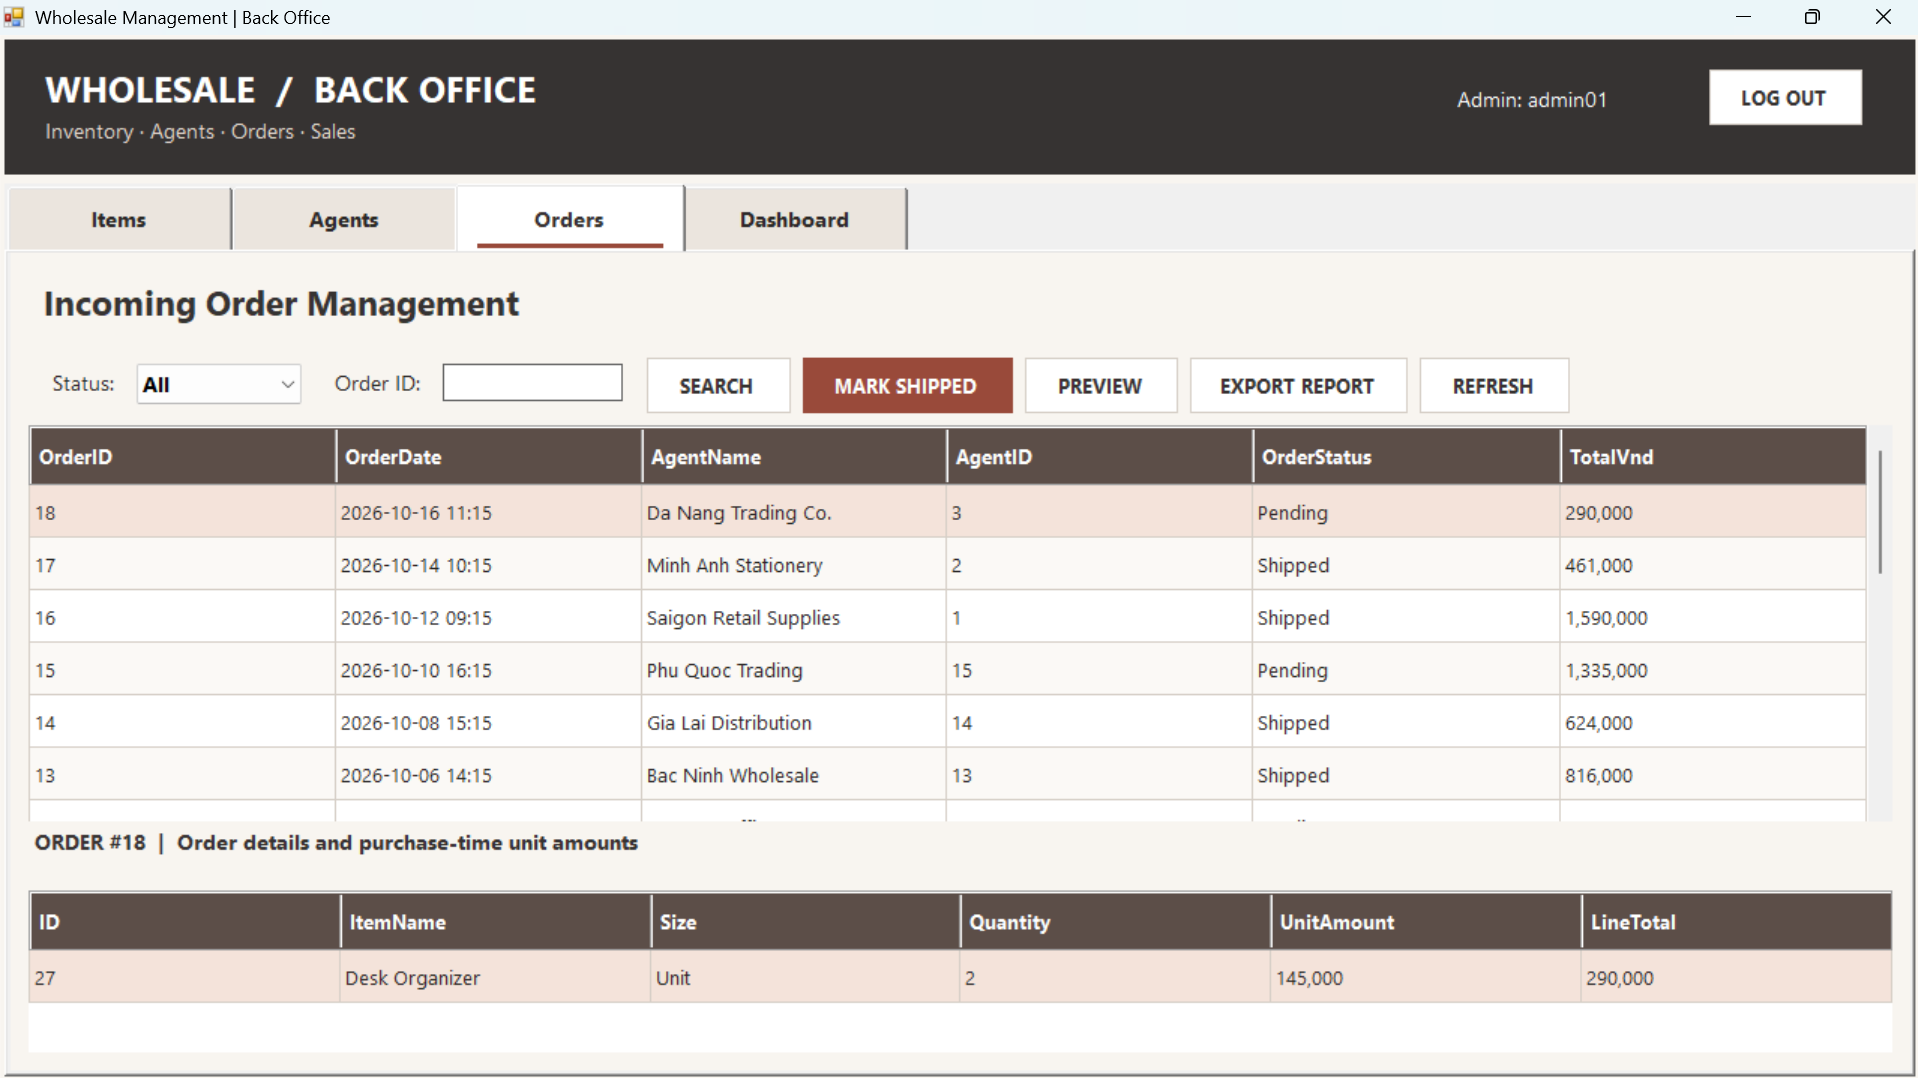 Wholesale Management | Back Office
WHOLESALE / BACK OFFICE
Inventory · Agents · Orders · Sales
Admin: admin01
LOG OUT
Items Agents Orders Dashboard
Incoming Order Management
Status: All Order ID: SEARCH MARK SHIPPED PREVIEW EXPORT REPORT REFRESH
OrderID OrderDate AgentName AgentID OrderStatus TotalVnd
18 2026-10-16 11:15 Da Nang Trading Co. 3 Pending 290,000
17 2026-10-14 10:15 Minh Anh Stationery 2 Shipped 461,000
16 2026-10-12 09:15 Saigon Retail Supplies 1 Shipped 1,590,000
15 2026-10-10 16:15 Phu Quoc Trading 15 Pending 1,335,000
14 2026-10-08 15:15 Gia Lai Distribution 14 Shipped 624,000
13 2026-10-06 14:15 Bac Ninh Wholesale 13 Shipped 816,000
ORDER #18 | Order details and purchase-time unit amounts
ID ItemName Size Quantity UnitAmount LineTotal
27 Desk Organizer Unit 2 145,000 290,000